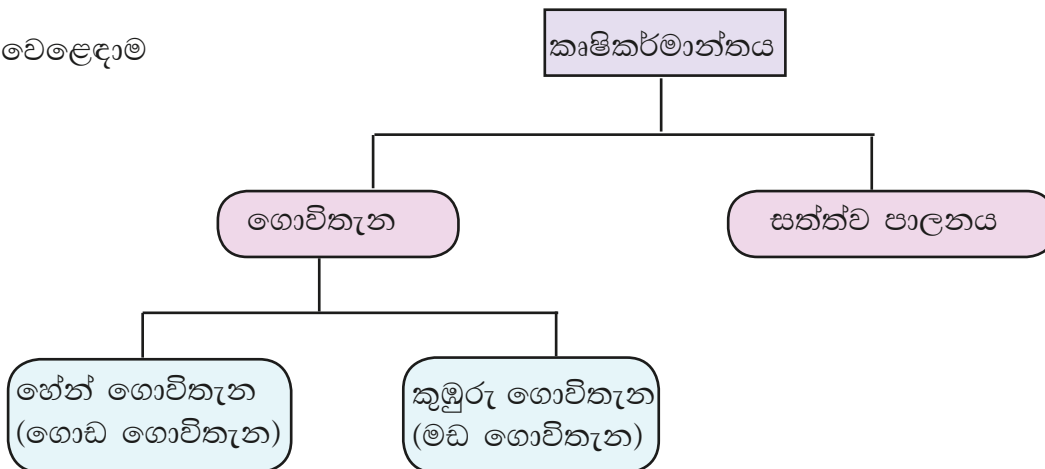 වෙළෙඳාම
කෘෂිකර්මාන්තය
ගොවිතැන
සත්ත්ව පාලනය
හේන් ගොවිතැන
(ගොඩ ගොවිතැන)
කුඹුරු ගොවිතැන
(මඩ ගොවිතැන)